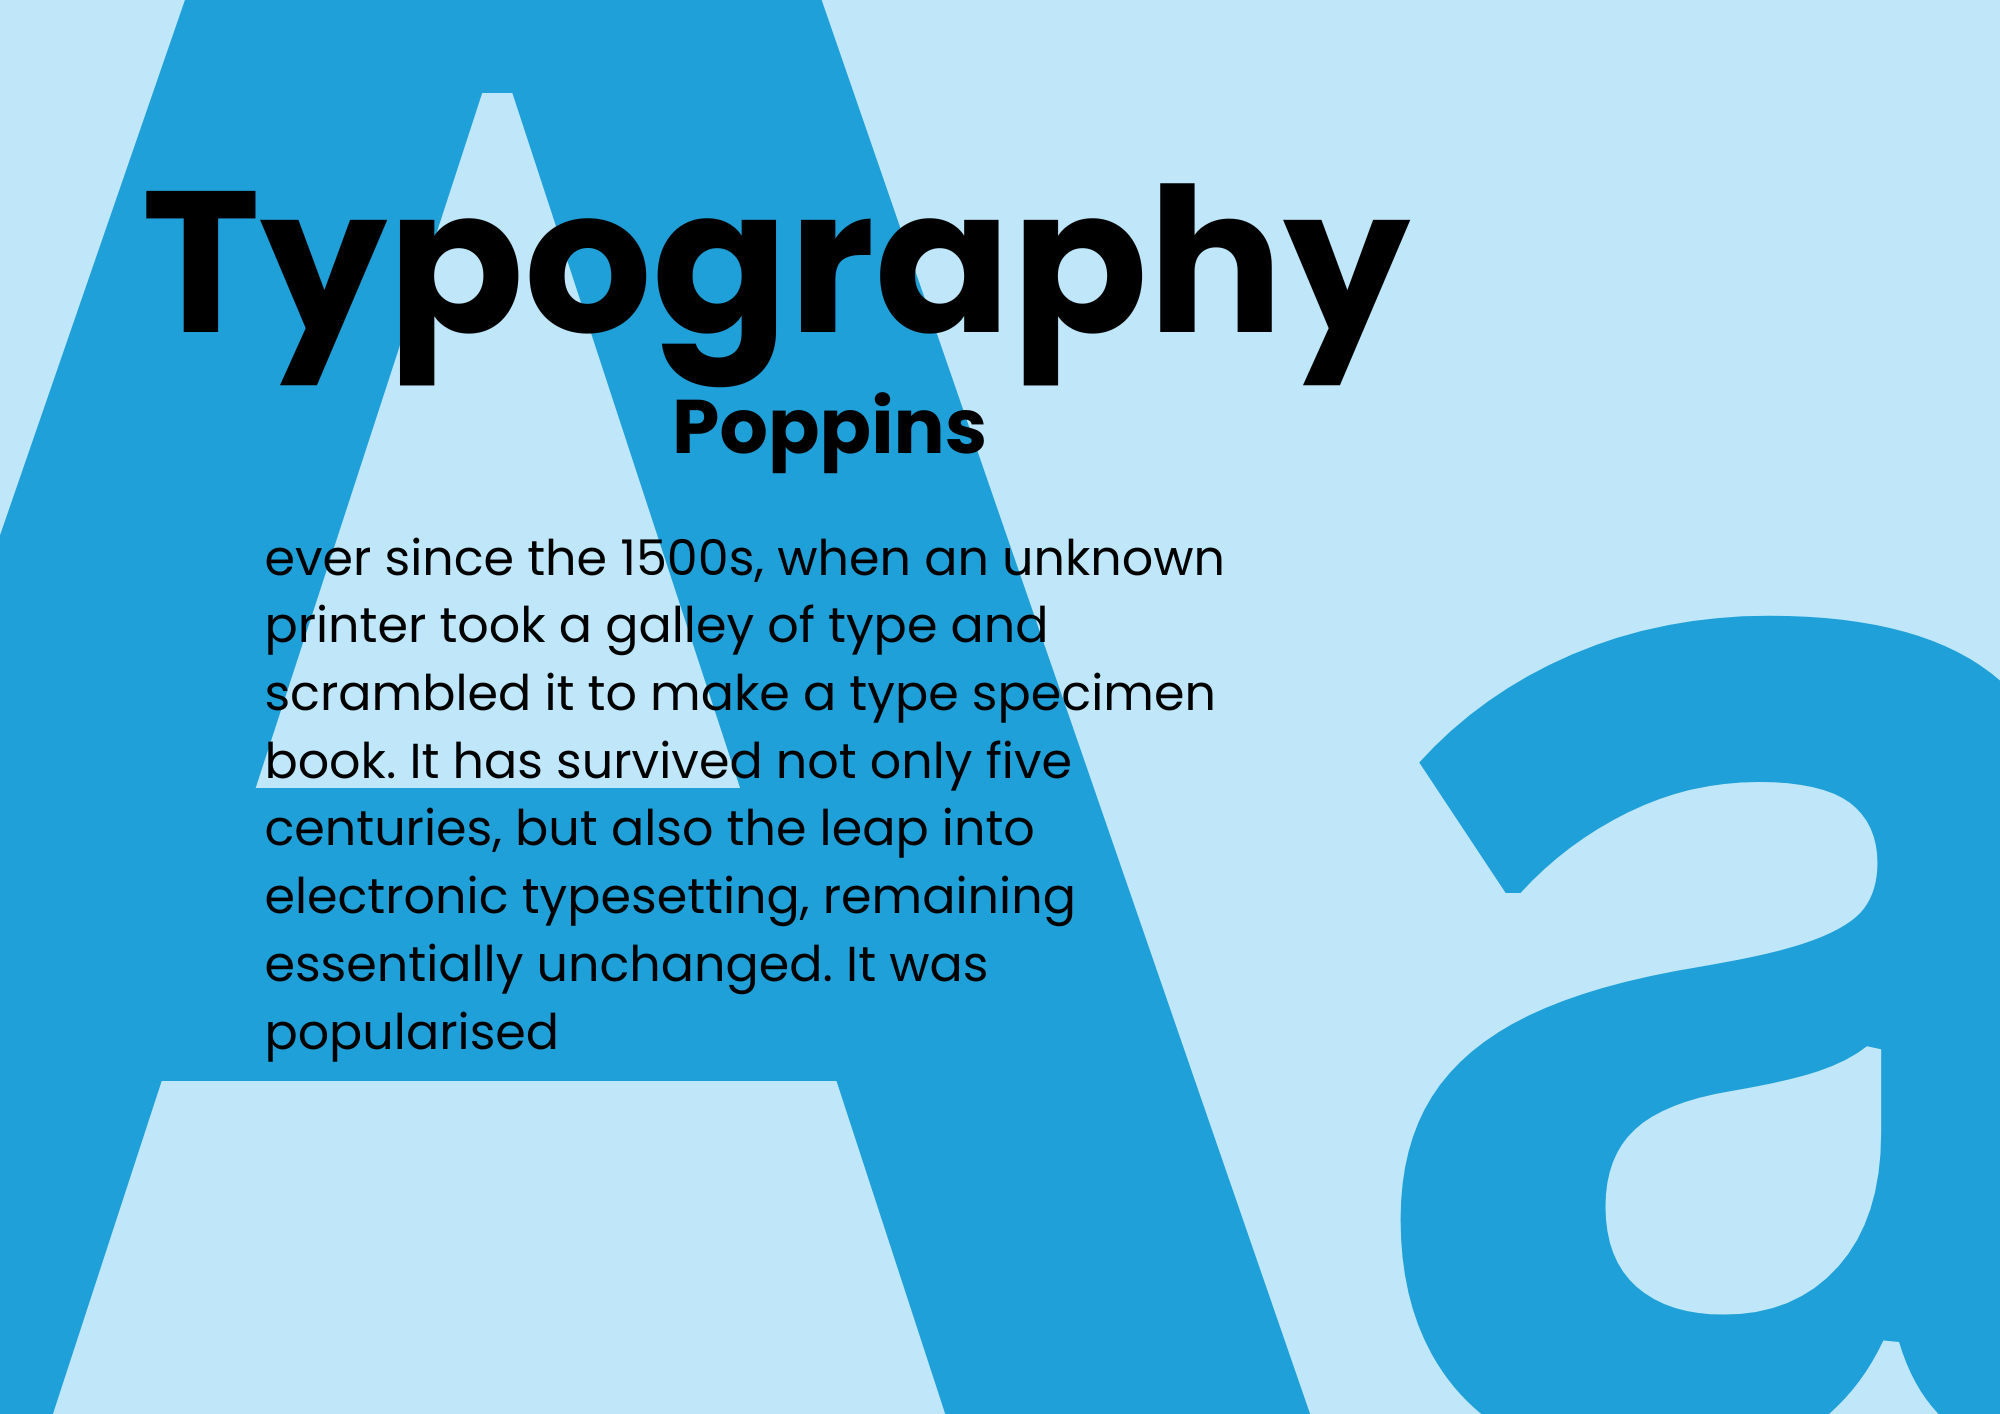 Aa
Typography
Poppins
ever since the 1500s, when an unknown
printer took a galley of type and
scrambled it to make a type specimen
book. It has survived not only five
centuries, but also the leap into
electronic typesetting, remaining
essentially unchanged. It was
popularised